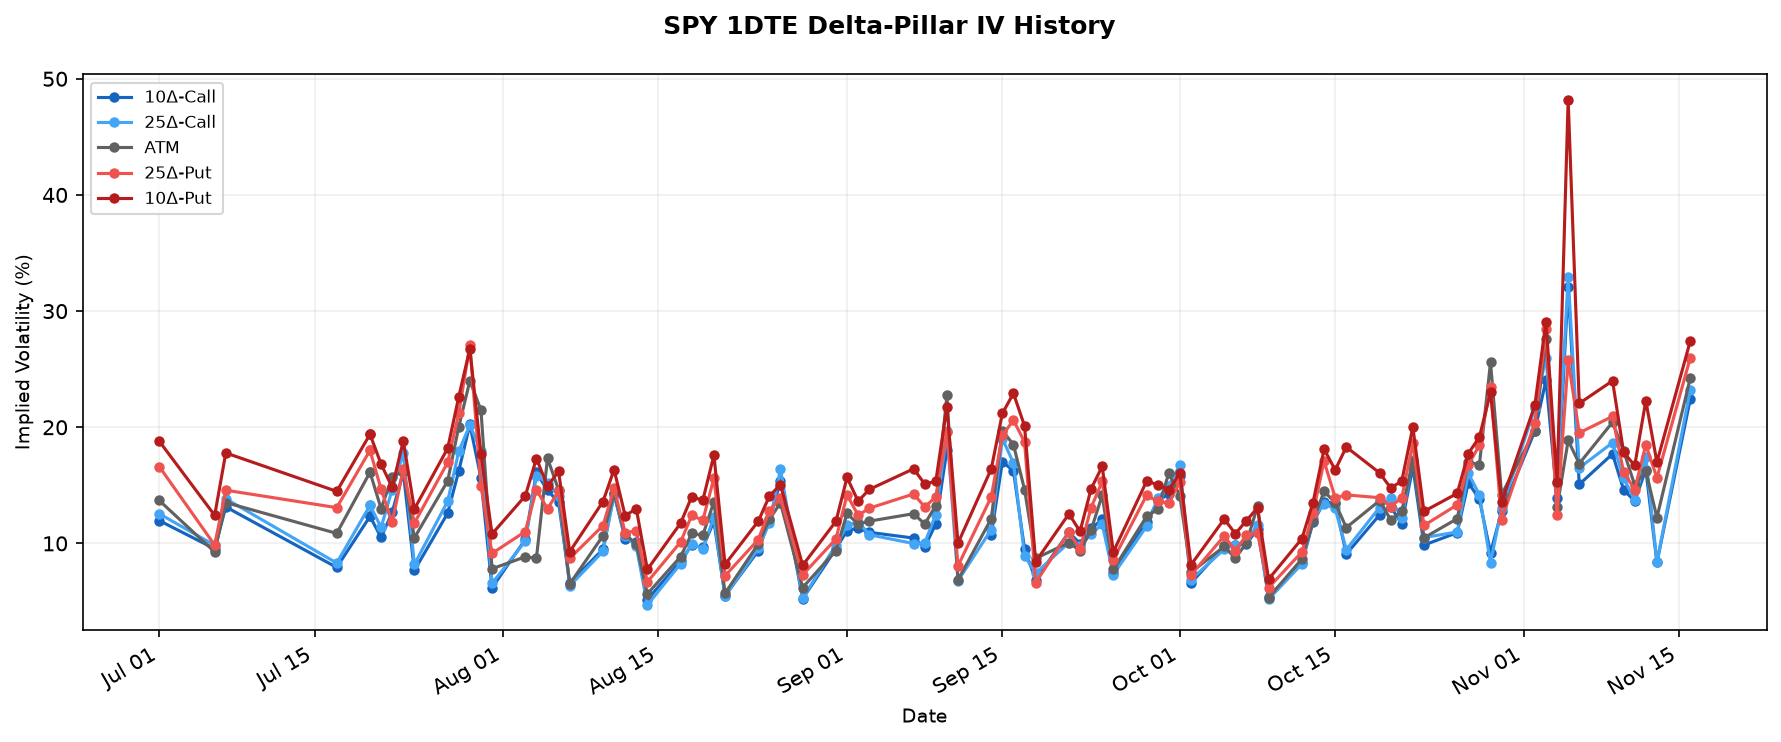 SPY 1DTE Delta-Pillar IV History
50
40
30
20
10
Implied Volatility (%)
10Δ-Call
25Δ-Call
ATM
25Δ-Put
10Δ-Put
Jul 01
Jul 15
Aug 01
Aug 15
Sep 01
Sep 15
Oct 01
Oct 15
Nov 01
Nov 15
Date